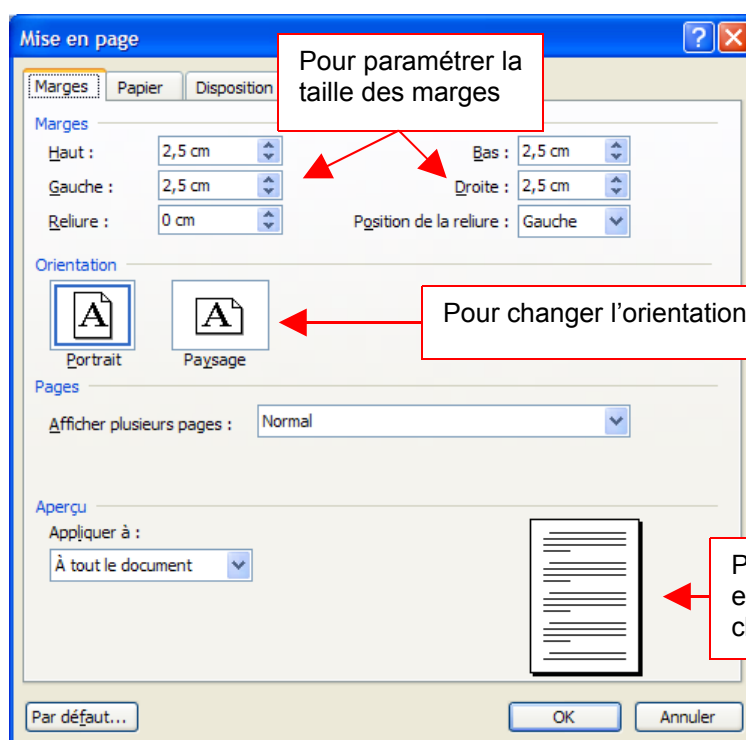 Mise en page
Pour paramétrer la
taille des marges
Marges Papier Disposition
Marges
Haut : 2,5 cm Bas : 2,5 cm
Gauche : 2,5 cm Droite : 2,5 cm
Reliure : 0 cm Position de la reliure : Gauche
Orientation
A A
Pour changer l'orientation
Portrait Paysage
Pages
Afficher plusieurs pages : Normal
Aperçu
Appliquer à :
À tout le document
Par défaut... OK Annuler